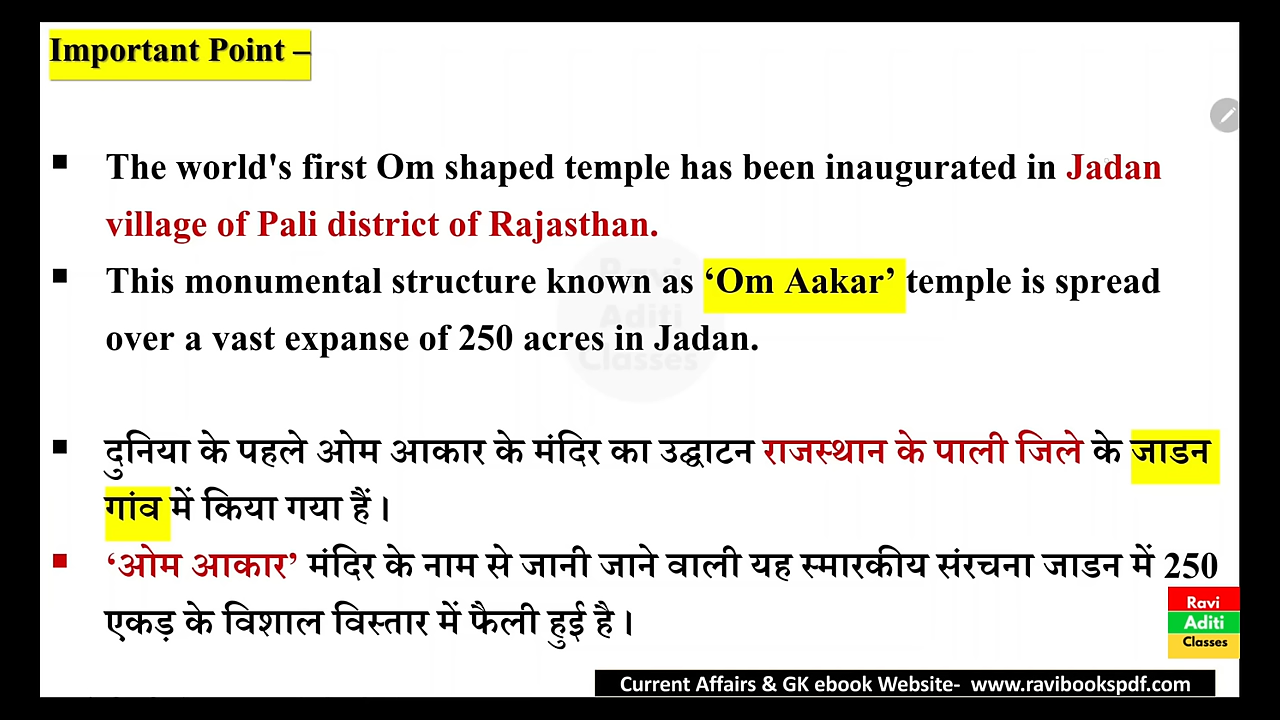 Important Point –
▪ The world's first Om shaped temple has been inaugurated in Jadan
village of Pali district of Rajasthan.
▪ This monumental structure known as ‘Om Aakar’ temple is spread
over a vast expanse of 250 acres in Jadan.
Ravi
Aditi
Classes
▪ दुनिया के पहले ओम आकार के मंदिर का उद्घाटन राजस्थान के पाली जिले के जाडन
गांव में किया गया हैं।
▪ ‘ओम आकार’ मंदिर के नाम से जानी जाने वाली यह स्मारकीय संरचना जाडन में 250
एकड़ के विशाल विस्तार में फैली हुई है।
Ravi
Aditi
Classes
Current Affairs & GK ebook Website- www.ravibookspdf.com